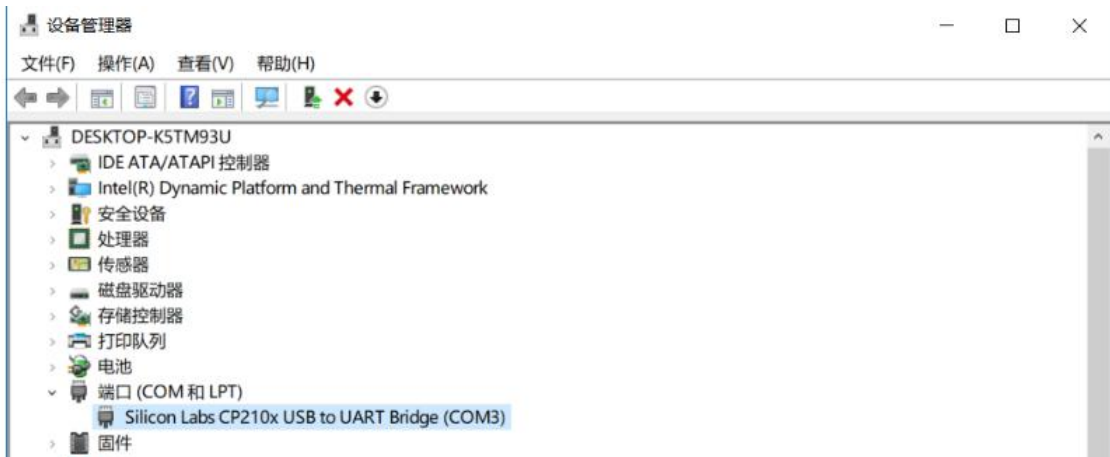 设备管理器
文件(F) 操作(A) 查看(V) 帮助(H)
DESKTOP-K5TM93U
IDE ATA/ATAPI 控制器
Intel(R) Dynamic Platform and Thermal Framework
安全设备
处理器
传感器
磁盘驱动器
存储控制器
打印队列
电池
端口 (COM 和 LPT)
Silicon Labs CP210x USB to UART Bridge (COM3)
固件